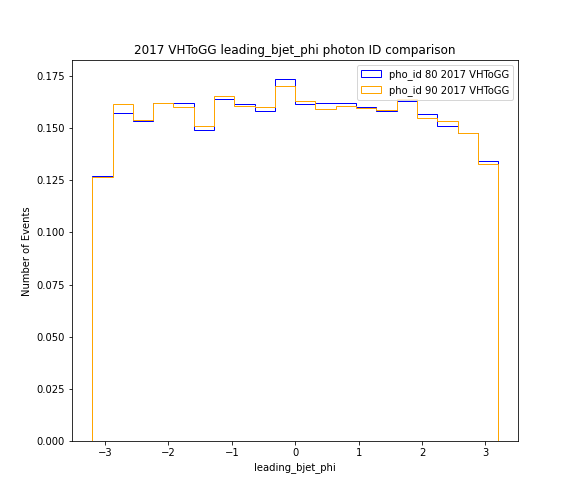 2017 VHToGG leading_bjet_phi photon ID comparison
pho_id 80 2017 VHToGG
pho_id 90 2017 VHToGG
0.175
0.150
0.125
0.100
0.075
0.050
0.025
0.000
Number of Events
−3 −2 −1 0 1 2 3
leading_bjet_phi